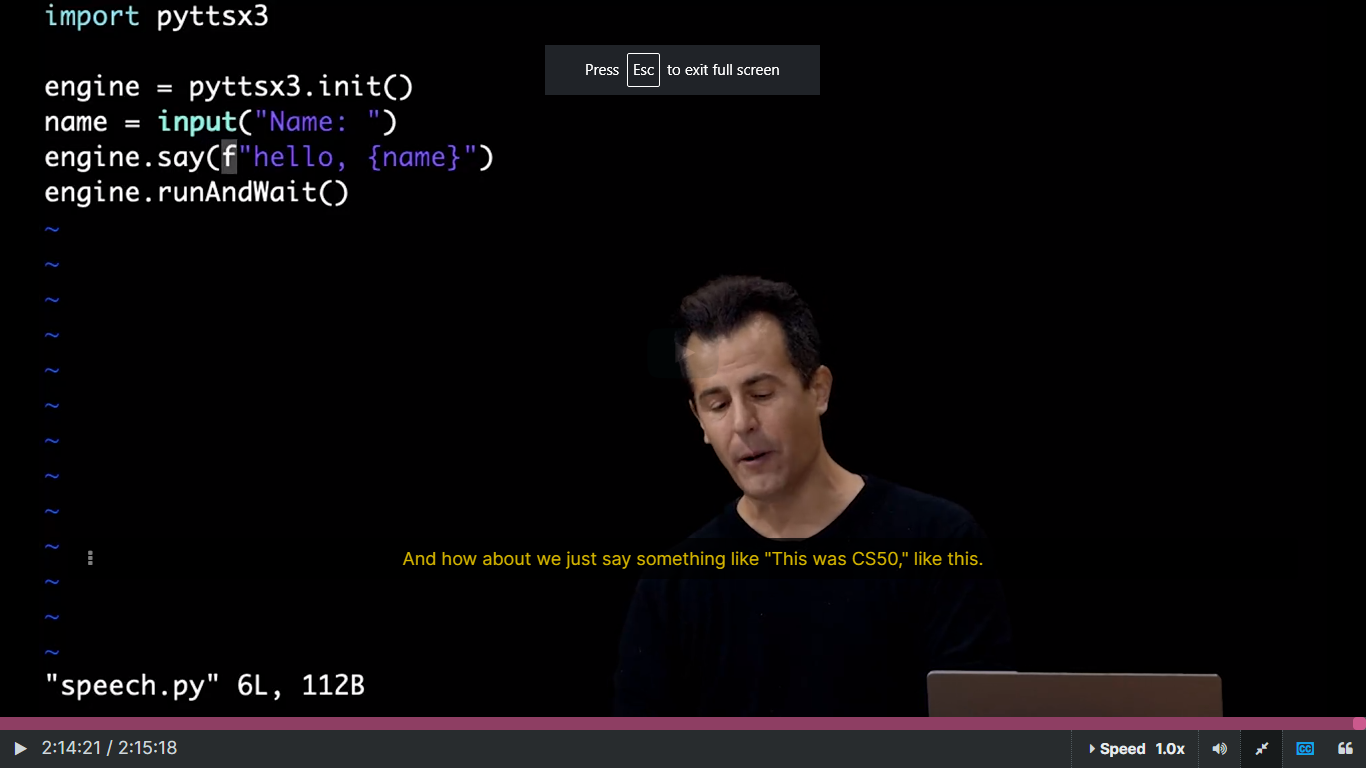 import pyttsx3
Press Esc to exit full screen
engine = pyttsx3.init()
name = input("Name: ")
engine.say(f"hello, {name}")
engine.runAndWait()
~
~
~
~
~
~
~
~
~
~
~
~
~
And how about we just say something like "This was CS50," like this.
"speech.py" 6L, 112B
2:14:21 / 2:15:18
Speed 1.0x
CC